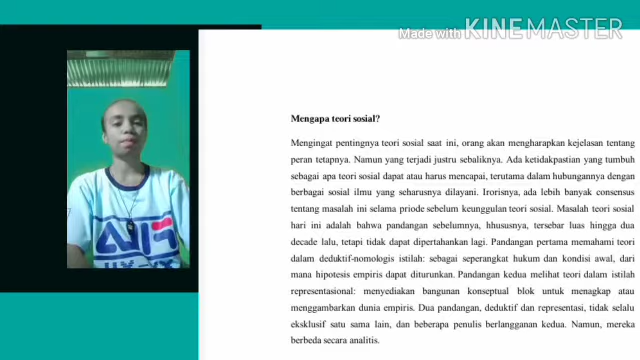 Made with KINEMASTER
Mengapa teori sosial?
Mengingat pentingnya teori sosial saat ini, orang akan mengharapkan kejelasan tentang
peran tetapnya. Namun yang terjadi justru sebaliknya. Ada ketidakpastian yang tumbuh
sebagai apa teori sosial dapat atau harus mencapai, terutama dalam hubungannya dengan
berbagai sosial ilmu yang seharusnya dilayani. Irorisnya, ada lebih banyak consensus
tentang masalah ini selama priode sebelum keunggulan teori sosial. Masalah teori sosial
hari ini adalah bahwa pandangan sebelumnya, hhususnya, tersebar luas hingga dua
decade lalu, tetapi tidak dapat dipertahankan lagi. Pandangan pertama memahami teori
dalam deduktif-nomologis istilah: sebagai seperangkat hukum dan kondisi awal, dari
mana hipotesis empiris dapat diturunkan. Pandangan kedua melihat teori dalam istilah
representasional: menyediakan bangunan konseptual blok untuk menangkap atau
menggambarkan dunia empiris. Dua pandangan, deduktif dan representasi, tidak selalu
eksklusif satu sama lain, dan beberapa penulis berlangganan kedua. Namun, mereka
berbeda secara analitis.